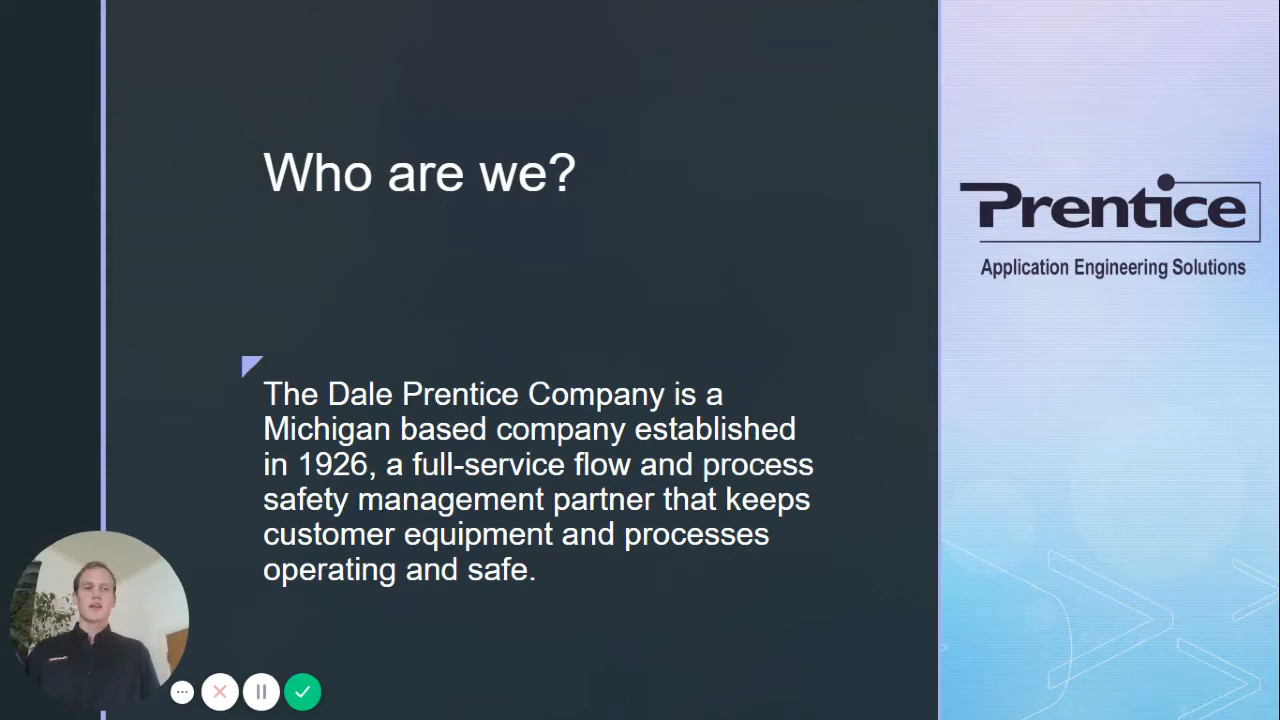 Who are we?
Prentice
Application Engineering Solutions
The Dale Prentice Company is a
Michigan based company established
in 1926, a full-service flow and process
safety management partner that keeps
customer equipment and processes
operating and safe.